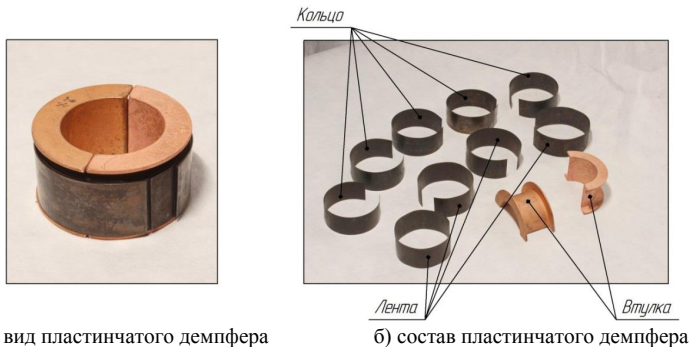 Кольцо
Лента
Втулка
вид пластинчатого демпфера
б) состав пластинчатого демпфера